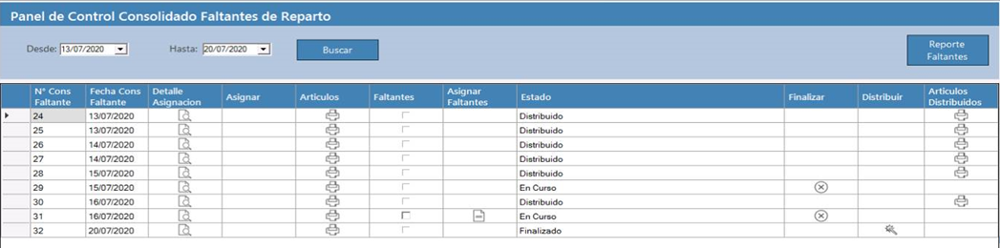 Panel de Control Consolidado Faltantes de Reparto
Desde: 13/07/2020 Hasta: 20/07/2020 Buscar Reporte Faltantes
N° Cons Faltante Fecha Cons Faltante Detalle Asignacion Asignar Articulos Faltantes Asignar Faltantes Estado Finalizar Distribuir Articulos Distribuidos
24 13/07/2020 Distribuido
25 13/07/2020 Distribuido
26 14/07/2020 Distribuido
27 14/07/2020 Distribuido
28 15/07/2020 Distribuido
29 15/07/2020 En Curso
30 16/07/2020 Distribuido
31 16/07/2020 En Curso
32 20/07/2020 Finalizado